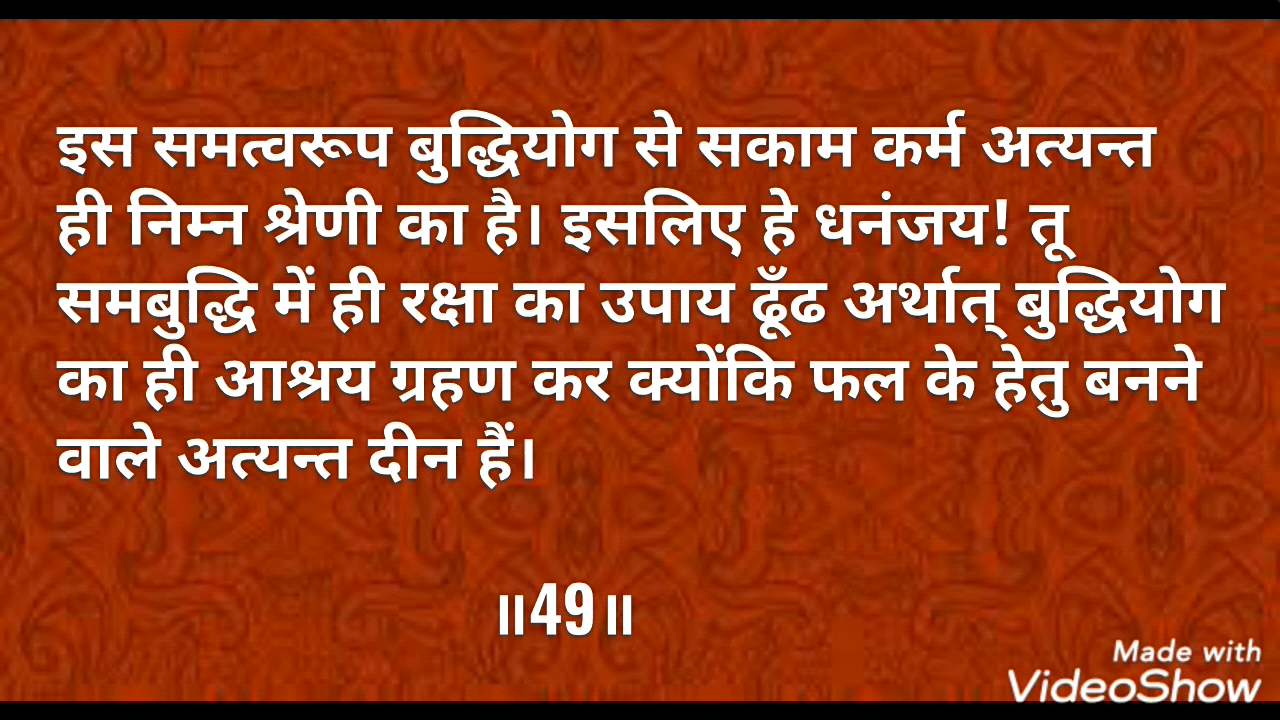 इस समत्वरूप बुद्धियोग से सकाम कर्म अत्यन्त
ही निम्न श्रेणी का है। इसलिए हे धनंजय! तू
समबुद्धि में ही रक्षा का उपाय ढूँढ अर्थात् बुद्धियोग
का ही आश्रय ग्रहण कर क्योंकि फल के हेतु बनने
वाले अत्यन्त दीन हैं।
॥49॥
Made with
VideoShow